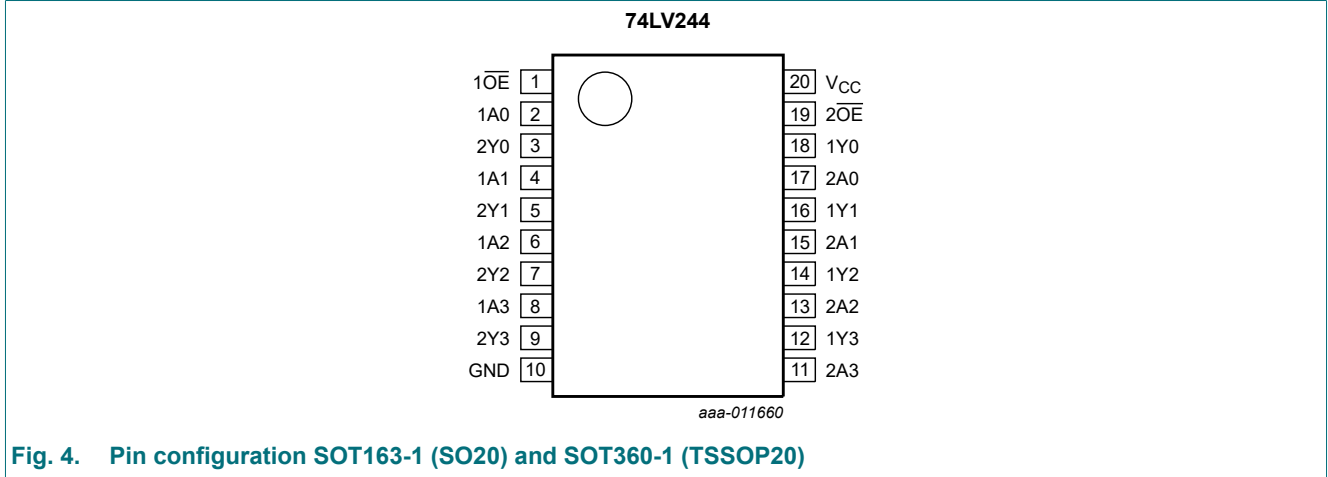 74LV244
1O̅E̅ 1 20 VCC
1A0 2 19 2O̅E̅
2Y0 3 18 1Y0
1A1 4 17 2A0
2Y1 5 16 1Y1
1A2 6 15 2A1
2Y2 7 14 1Y2
1A3 8 13 2A2
2Y3 9 12 1Y3
GND 10 11 2A3
aaa-011660
Fig. 4. Pin configuration SOT163-1 (SO20) and SOT360-1 (TSSOP20)